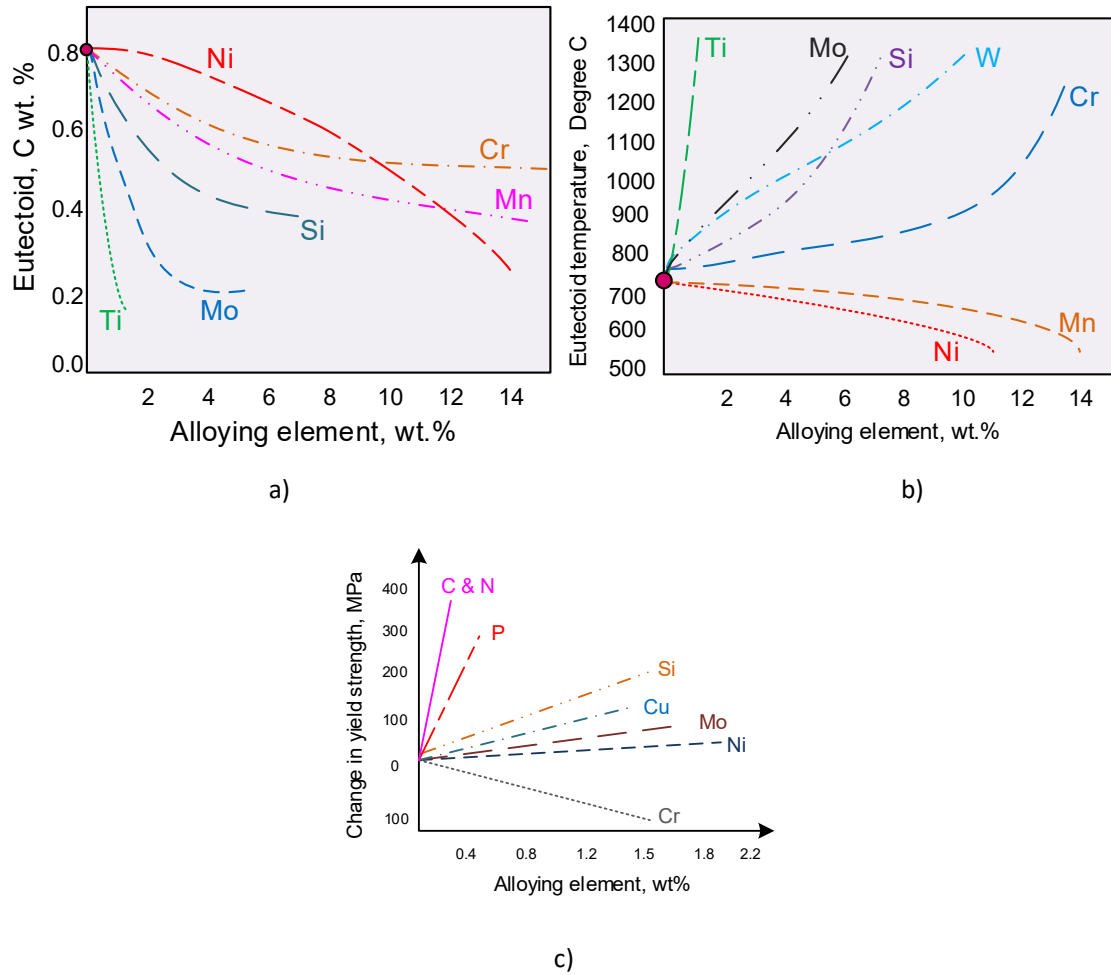 Eutectoid, C wt. %
0.8
0.6
0.4
0.2
0.0
Ni
Cr
Mn
Si
Mo
Ti
2 4 6 8 10 12 14
Alloying element, wt.%
a)
Eutectoid temperature, Degree C
1400
1300
1200
1100
1000
900
800
700
600
500
Ti
Mo
Si
W
Cr
Mn
Ni
2 4 6 8 10 12 14
Alloying element, wt.%
b)
Change in yield strength, MPa
400
300
200
100
0
100
C & N
P
Si
Cu
Mo
Ni
Cr
0.4 0.8 1.2 1.5 1.8 2.2
Alloying element, wt%
c)